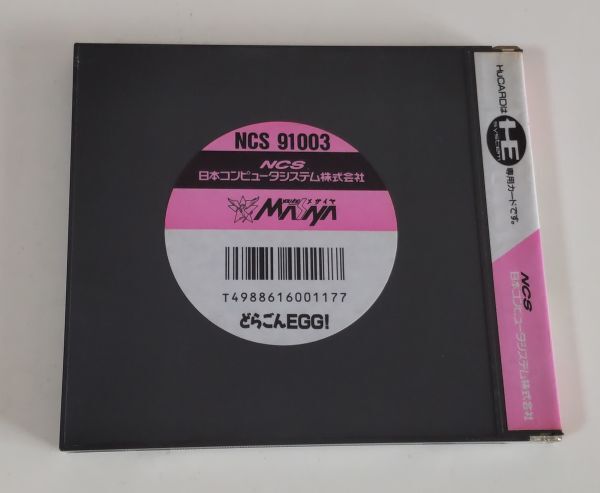 NCS 91003
NCS
日本コンピュータシステム株式会社
メサイヤ
MASAYA
T4988616001177
どらごんEGG!
HuCARDは
HE
SYSTEM
専用カードです。
NCS
日本コンピュータシステム株式会社